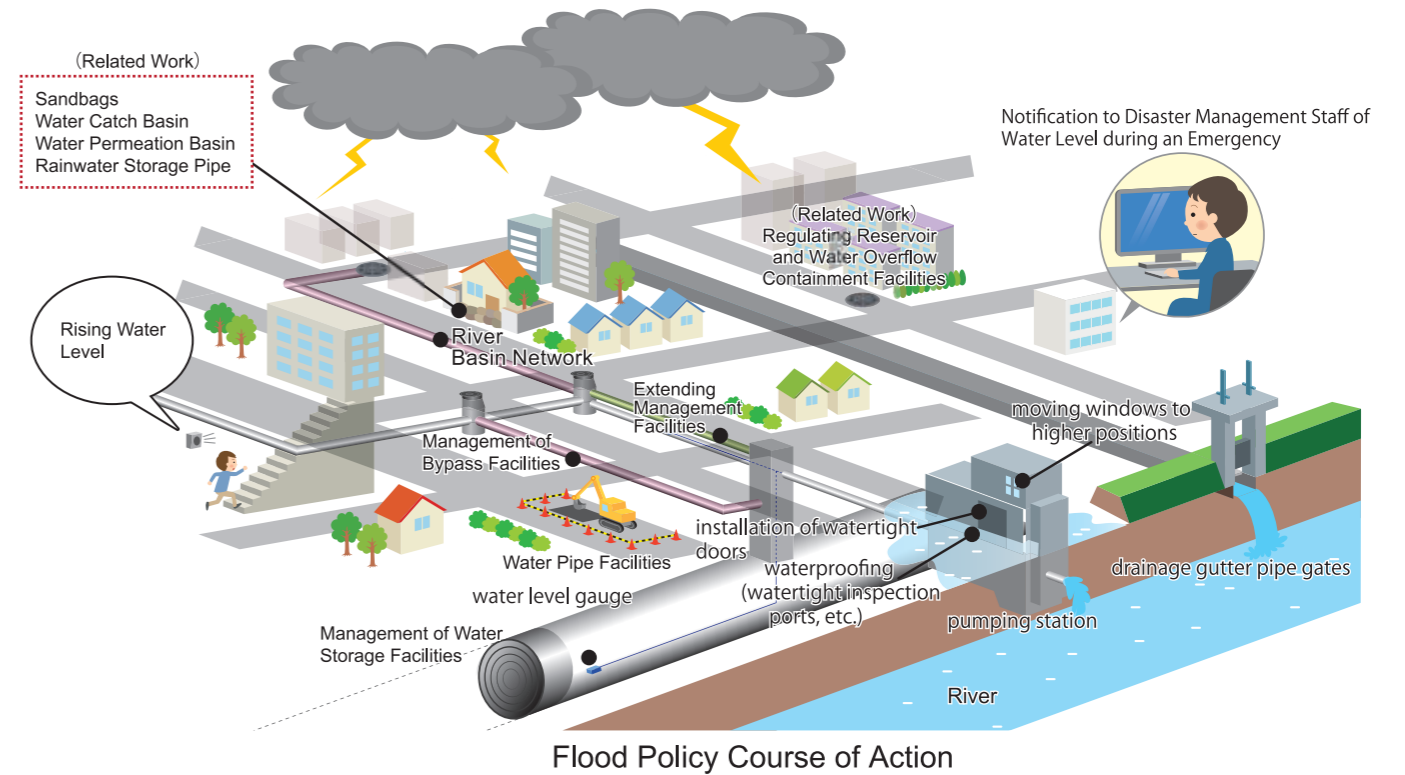 (Related Work)
Sandbags
Water Catch Basin
Water Permeation Basin
Rainwater Storage Pipe
Notification to Disaster Management Staff of
Water Level during an Emergency
(Related Work)
Regulating Reservoir
and Water Overflow
Containment Facilities
Rising Water
Level
River
Basin Network
Extending
Management
Facilities
moving windows to
higher positions
Management of
Bypass Facilities
installation of watertight
doors
Water Pipe Facilities
waterproofing
(watertight inspection
ports, etc.)
drainage gutter pipe gates
water level gauge
pumping station
Management of Water
Storage Facilities
River
Flood Policy Course of Action